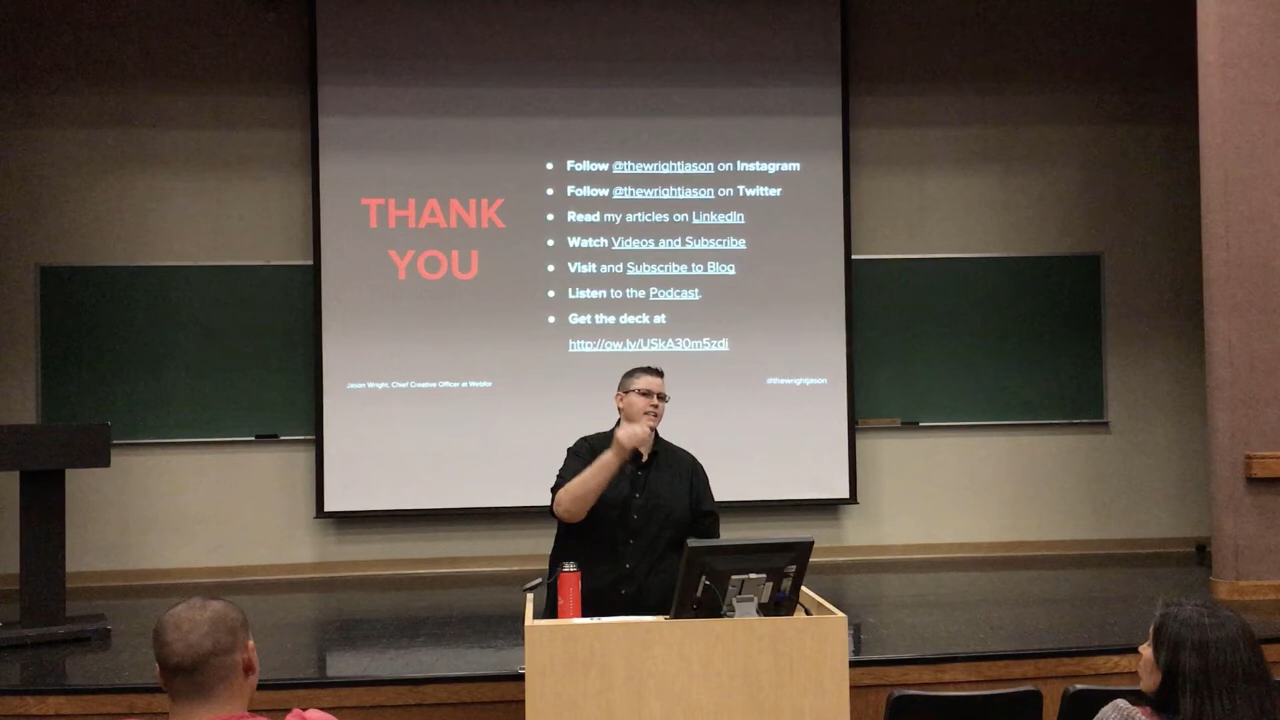 THANK
YOU
Follow @thewrightjason on Instagram
Follow @thewrightjason on Twitter
Read my articles on LinkedIn
Watch Videos and Subscribe
Visit and Subscribe to Blog
Listen to the Podcast.
Get the deck at
http://ow.ly/USkA30m5zdi
Jason Wright, Chief Creative Officer at Webfor
@thewrightjason